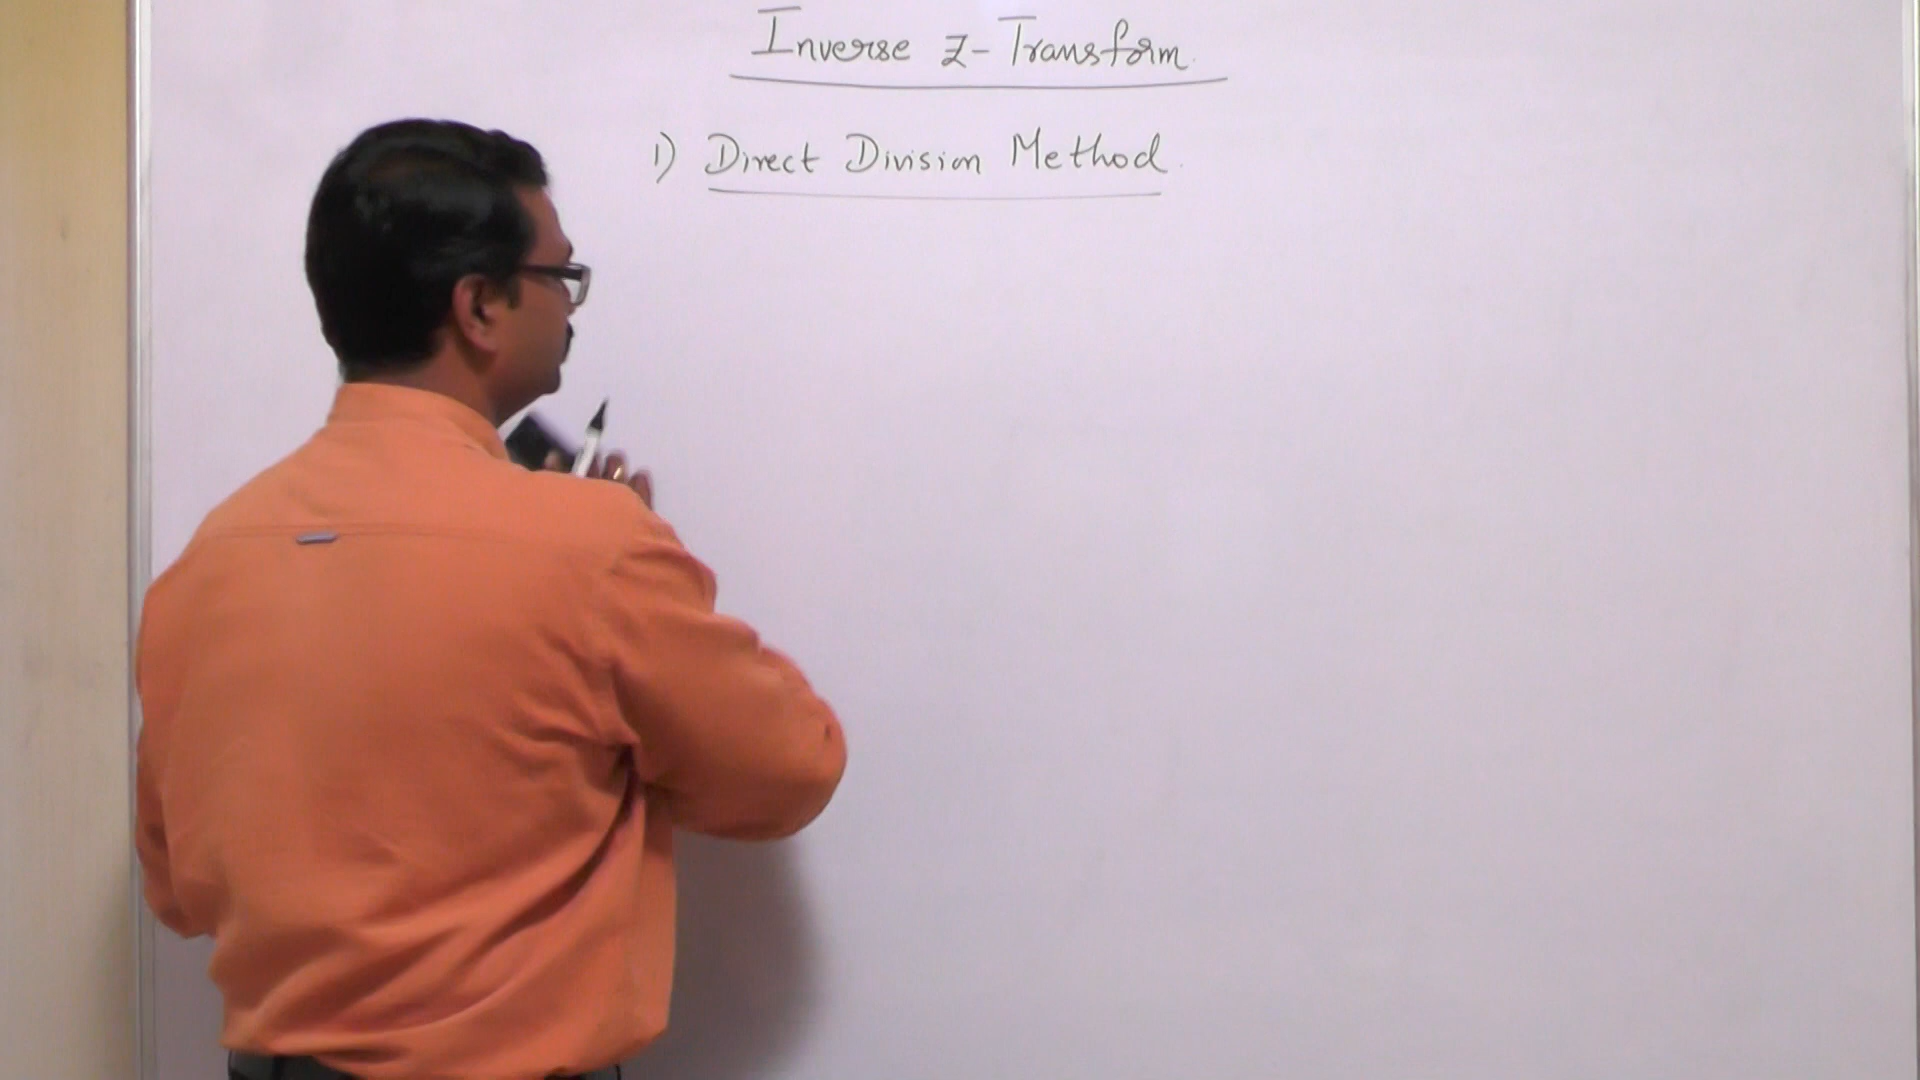 Inverse Z-Transform.
1) Direct Division Method.